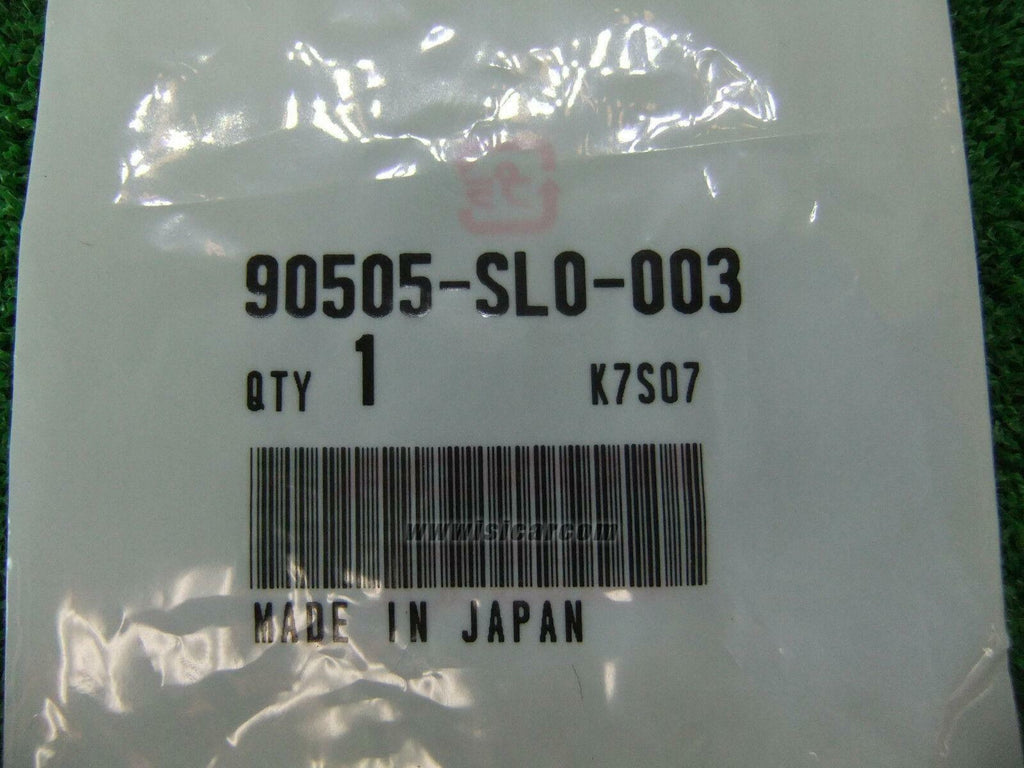 90505-SL0-003
QTY 1 K7S07
www.isicar.com
MADE IN JAPAN